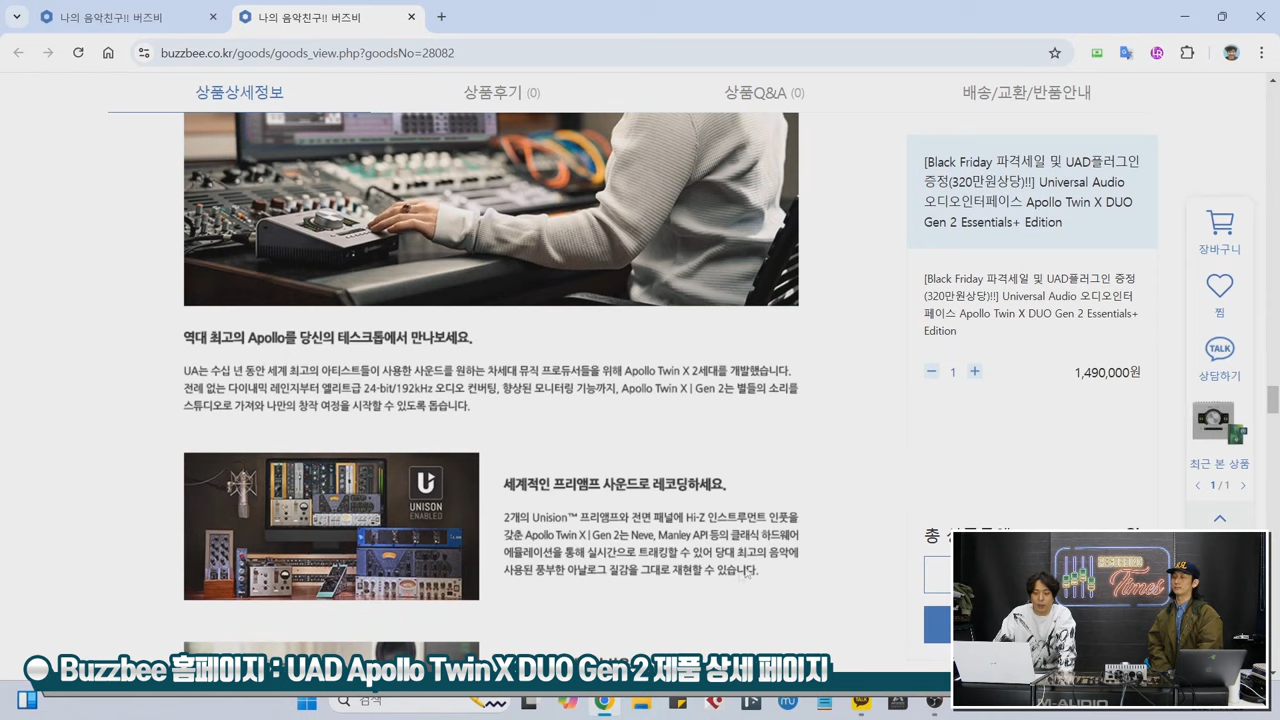 나의 음악친구!! 버즈비
나의 음악친구!! 버즈비
buzzbee.co.kr/goods/goods_view.php?goodsNo=28082
상품상세정보
상품후기 (0)
상품Q&A (0)
배송/교환/반품안내
역대 최고의 Apollo를 당신의 테스크톱에서 만나보세요.
UA는 수십 년 동안 세계 최고의 아티스트들이 사용한 사운드를 원하는 차세대 뮤직 프로듀서들을 위해 Apollo Twin X 2세대를 개발했습니다.
전례 없는 다이내믹 레인지부터 엘리트급 24-bit/192kHz 오디오 컨버팅, 향상된 모니터링 기능까지, Apollo Twin X | Gen 2는 별들의 소리를
스튜디오로 가져와 나만의 창작 여정을 시작할 수 있도록 돕습니다.
UNISON
ENABLED
세계적인 프리앰프 사운드로 레코딩하세요.
2개의 Unision™ 프리앰프와 전면 패널에 Hi-Z 인스트루먼트 인풋을
갖춘 Apollo Twin X | Gen 2는 Neve, Manley API 등의 클래식 하드웨어
에뮬레이션을 통해 실시간으로 트래킹할 수 있어 당대 최고의 음악에
사용된 풍부한 아날로그 질감을 그대로 재현할 수 있습니다.
[Black Friday 파격세일 및 UAD플러그인
증정(320만원상당)!!] Universal Audio
오디오인터페이스 Apollo Twin X DUO
Gen 2 Essentials+ Edition
[Black Friday 파격세일 및 UAD플러그인 증정
(320만원상당)!!] Universal Audio 오디오인터
페이스 Apollo Twin X DUO Gen 2 Essentials+
Edition
1
1,490,000원
장바구니
찜
TALK
상담하기
최근 본 상품
1 / 1
Times
M-AUDIO
Buzzbee 홈페이지 : UAD Apollo Twin X DUO Gen 2 제품 상세 페이지
검색
TALK